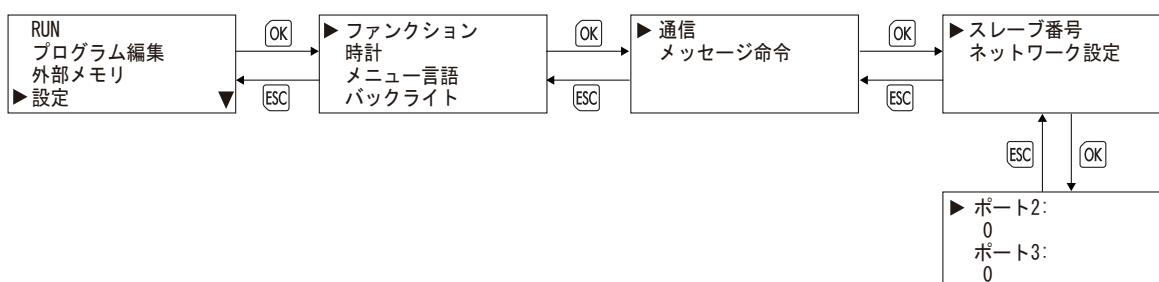 RUN
プログラム編集
外部メモリ
▶設定 ▼
OK
ESC
▶ ファンクション
時計
メニュー言語
バックライト
OK
ESC
▶ 通信
メッセージ命令
OK
ESC
▶スレーブ番号
ネットワーク設定
ESC
OK
▶ ポート2:
0
ポート3:
0